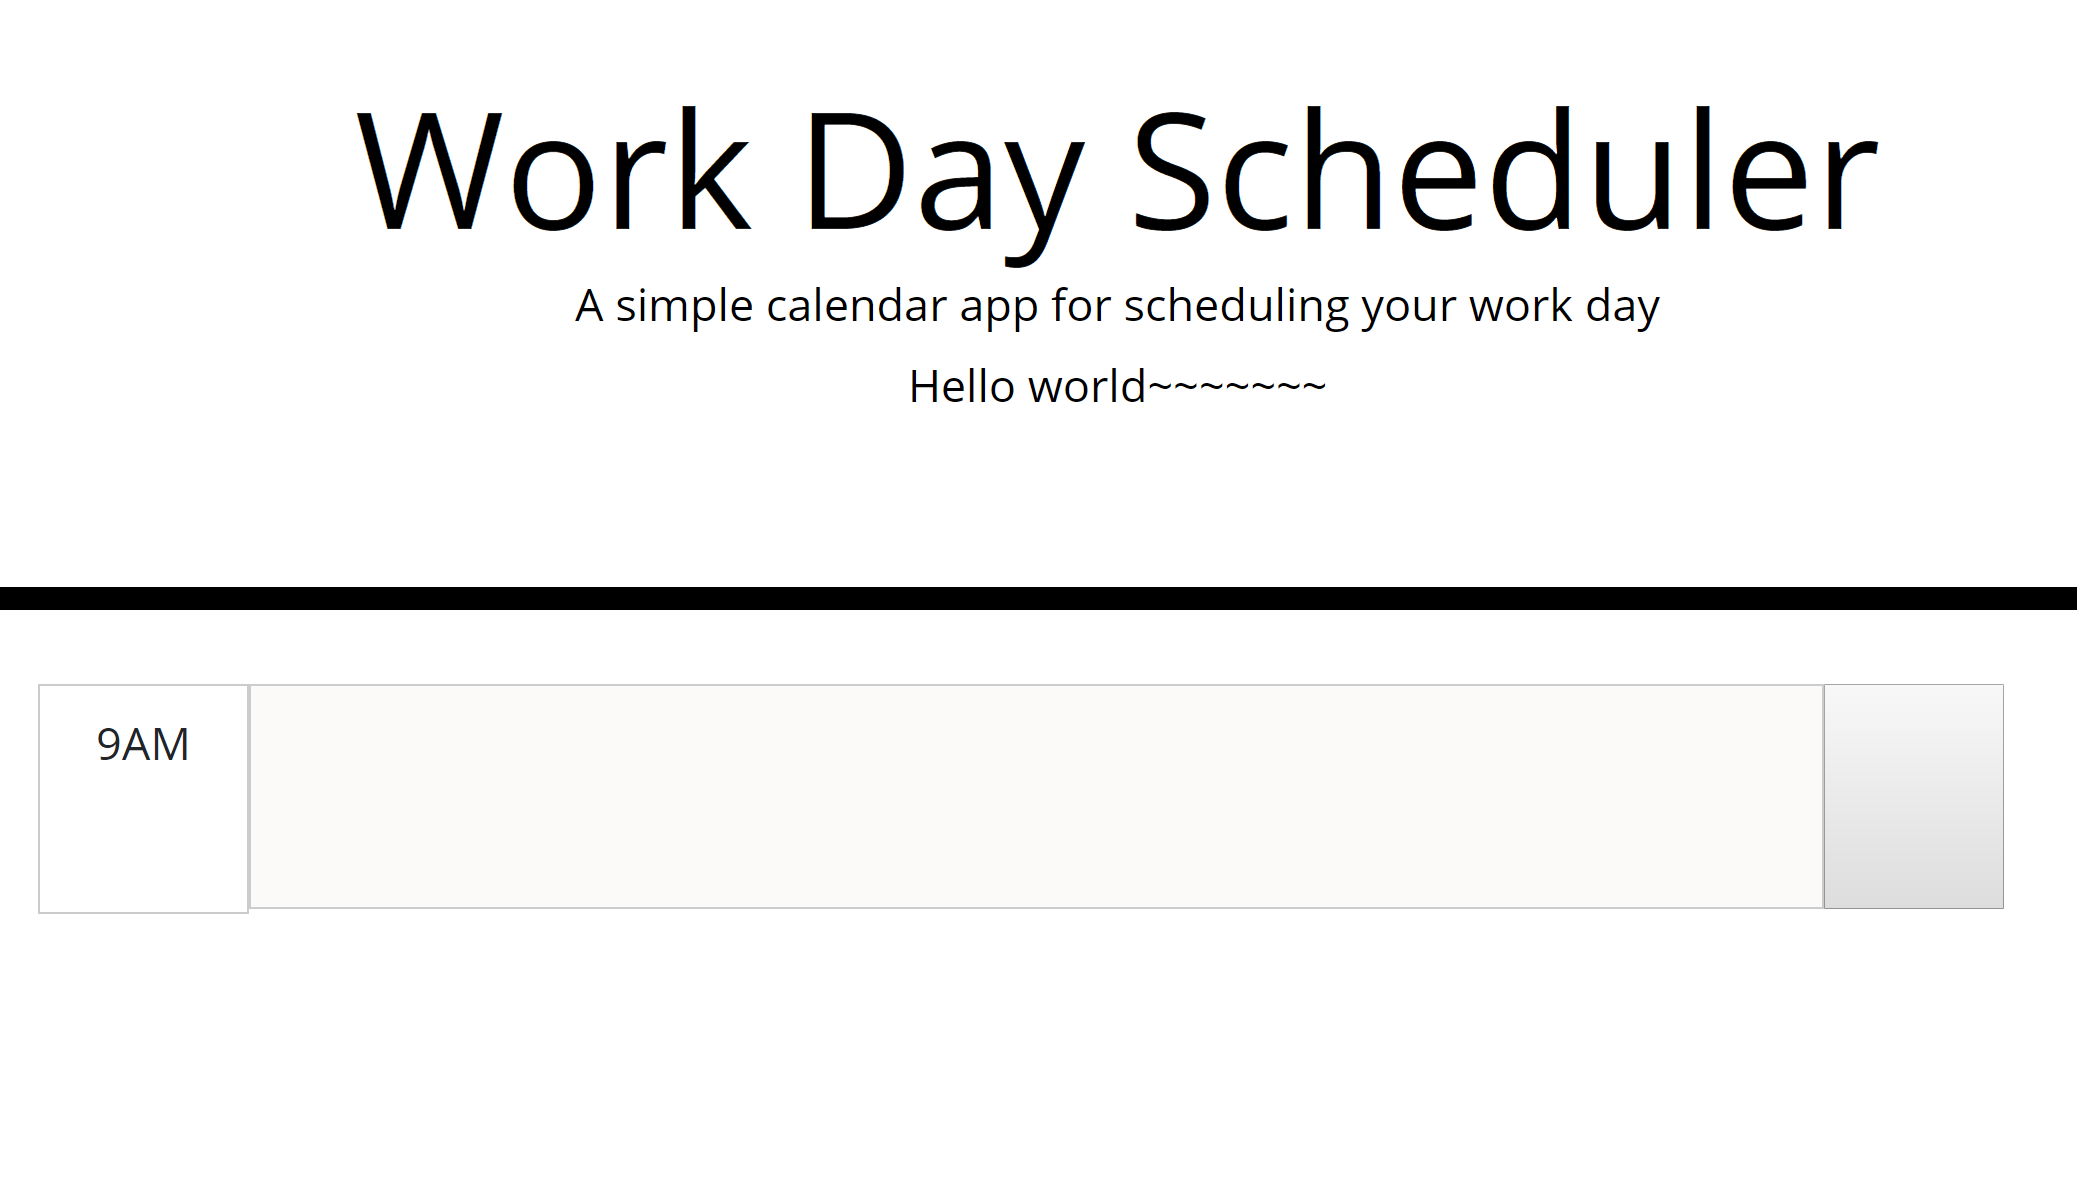 Work Day Scheduler
A simple calendar app for scheduling your work day
Hello world~~~~~~~
9AM